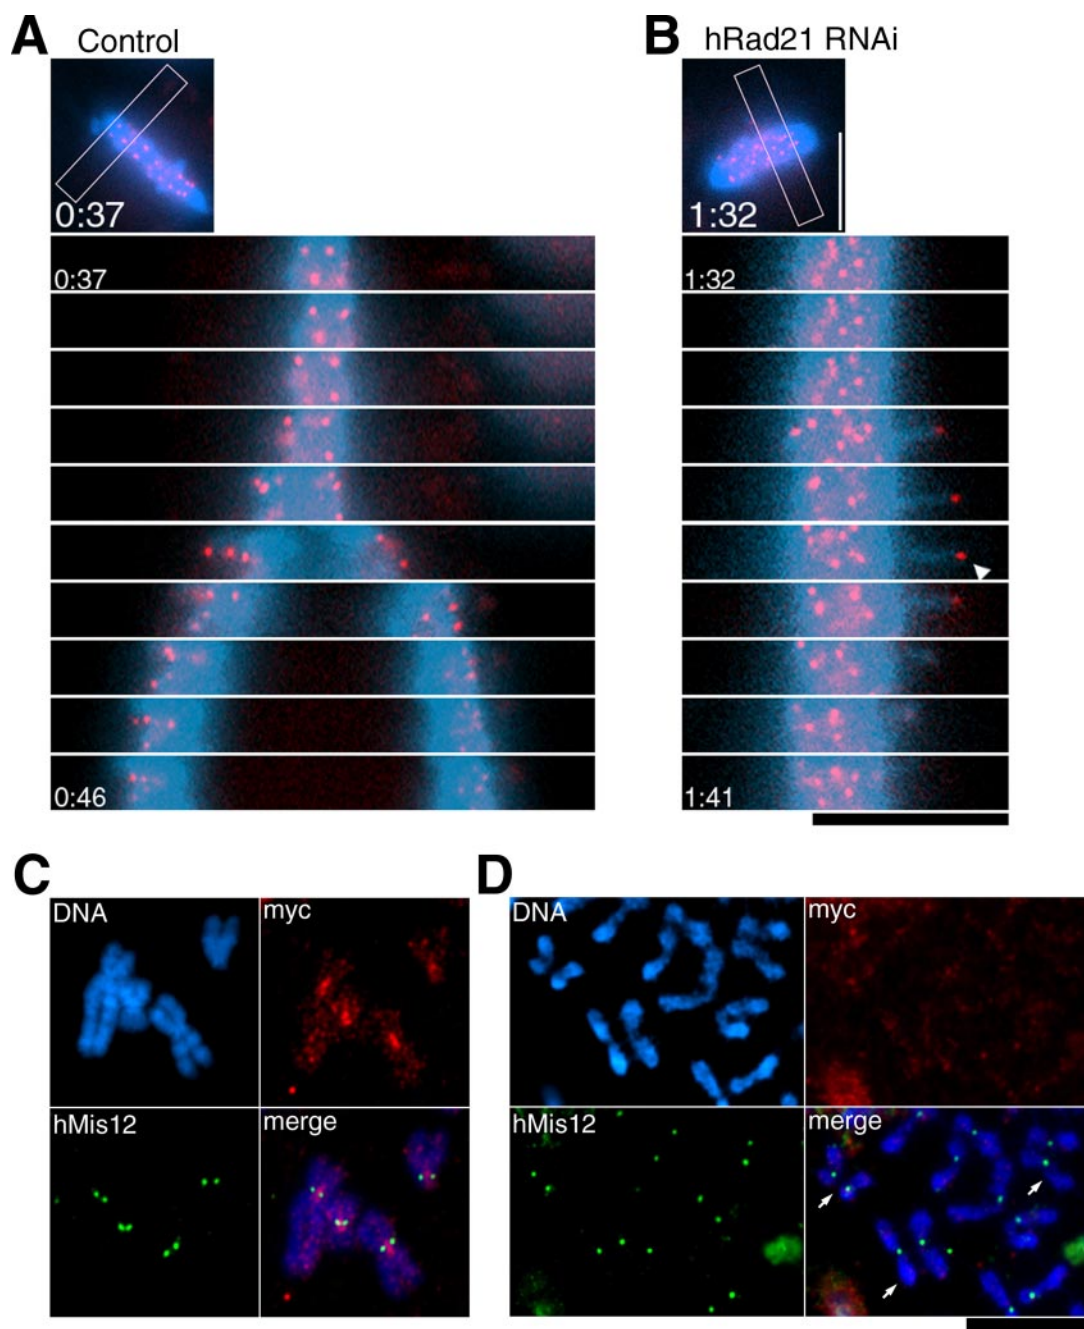 A Control
B hRad21 RNAi
0:37
1:32
0:37
1:32
0:46
1:41
C
D
DNA
myc
DNA
myc
hMis12
merge
hMis12
merge